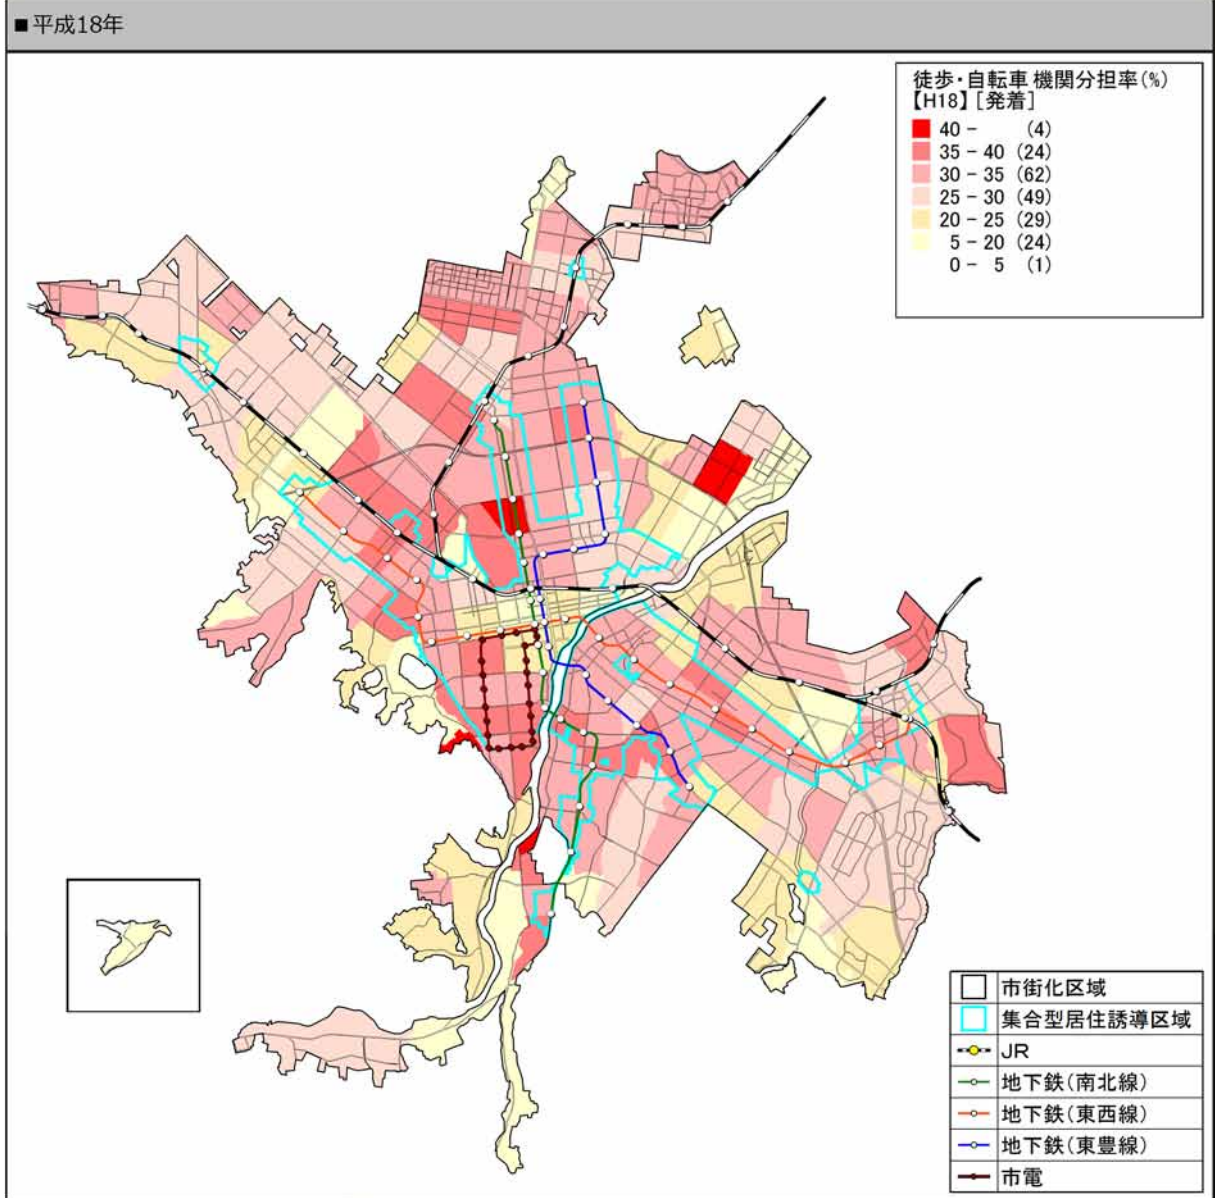 ■平成18年
徒歩・自転車 機関分担率(%)
【H18】[発着]
40 -      (4)
35 - 40 (24)
30 - 35 (62)
25 - 30 (49)
20 - 25 (29)
5 - 20 (24)
0 - 5 (1)
市街化区域
集合型居住誘導区域
JR
地下鉄(南北線)
地下鉄(東西線)
地下鉄(東豊線)
市電